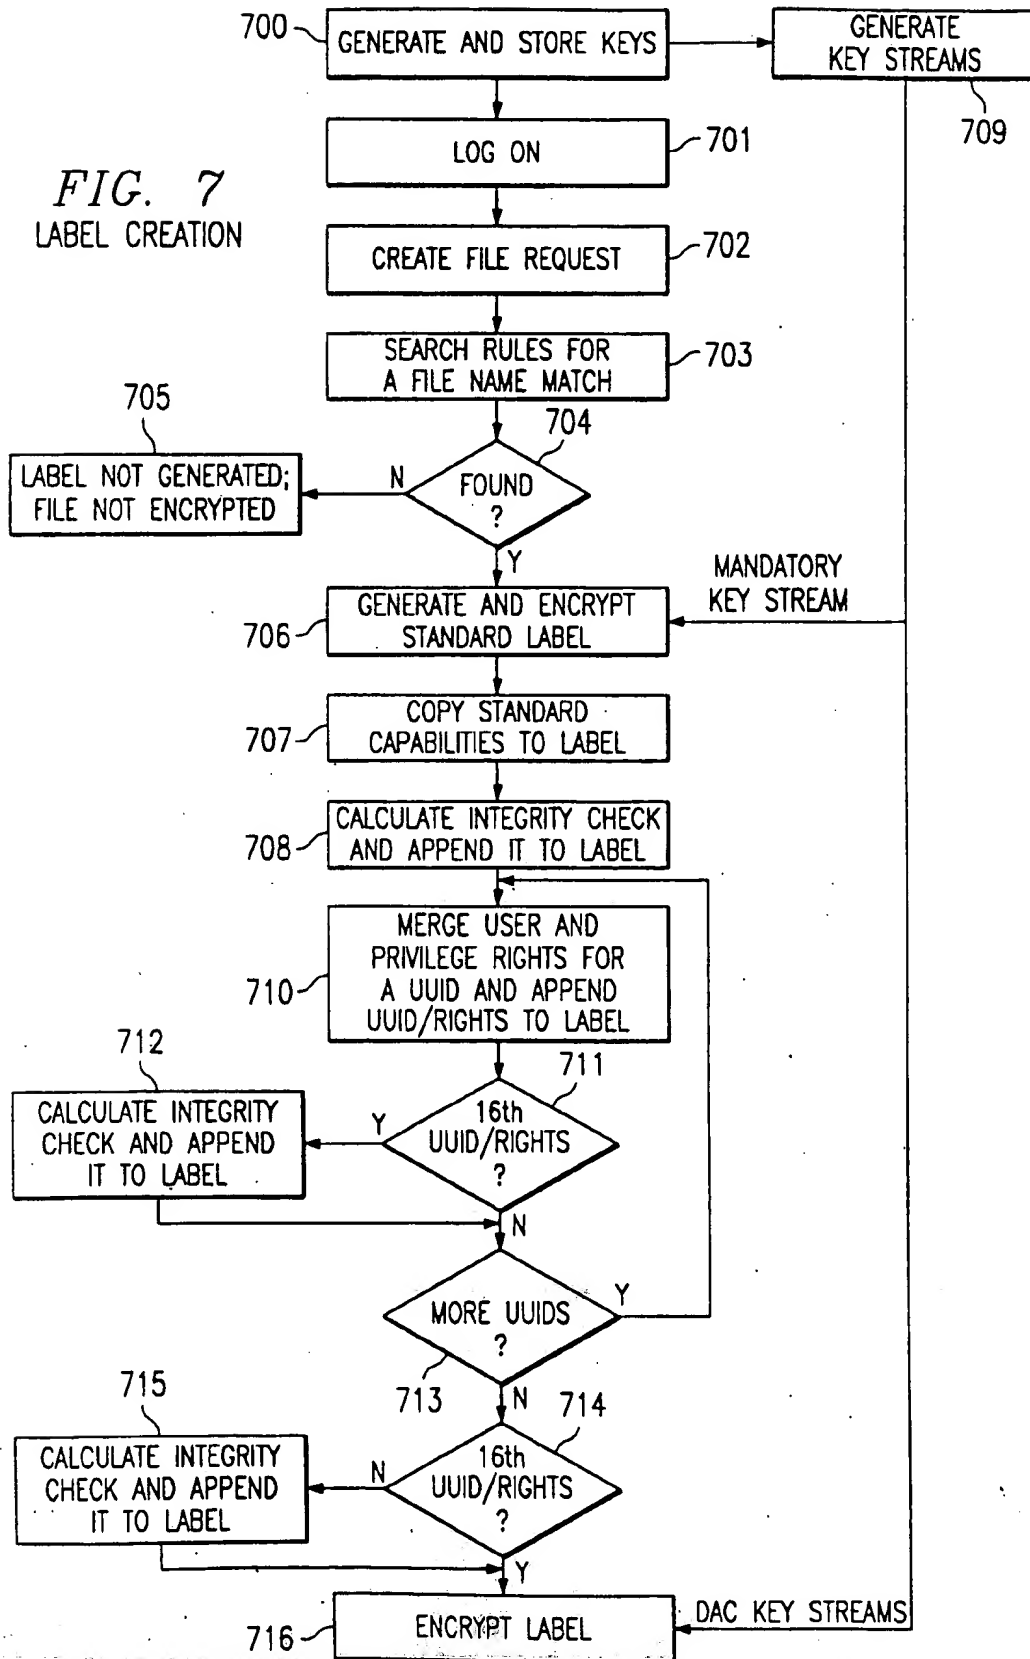 700
GENERATE AND STORE KEYS
GENERATE
KEY STREAMS
709
LOG ON
701
FIG. 7
LABEL CREATION
CREATE FILE REQUEST
702
SEARCH RULES FOR
A FILE NAME MATCH
703
705
704
LABEL NOT GENERATED;
FILE NOT ENCRYPTED
N
FOUND
?
Y
MANDATORY
KEY STREAM
GENERATE AND ENCRYPT
STANDARD LABEL
706
COPY STANDARD
CAPABILITIES TO LABEL
707
CALCULATE INTEGRITY CHECK
AND APPEND IT TO LABEL
708
MERGE USER AND
PRIVILEGE RIGHTS FOR
A UUID AND APPEND
UUID/RIGHTS TO LABEL
710
712
711
CALCULATE INTEGRITY
CHECK AND APPEND
IT TO LABEL
Y
16th
UUID/RIGHTS
?
N
MORE UUIDS
?
Y
713
N
715
714
CALCULATE INTEGRITY
CHECK AND APPEND
IT TO LABEL
N
16th
UUID/RIGHTS
?
Y
ENCRYPT LABEL
716
DAC KEY STREAMS